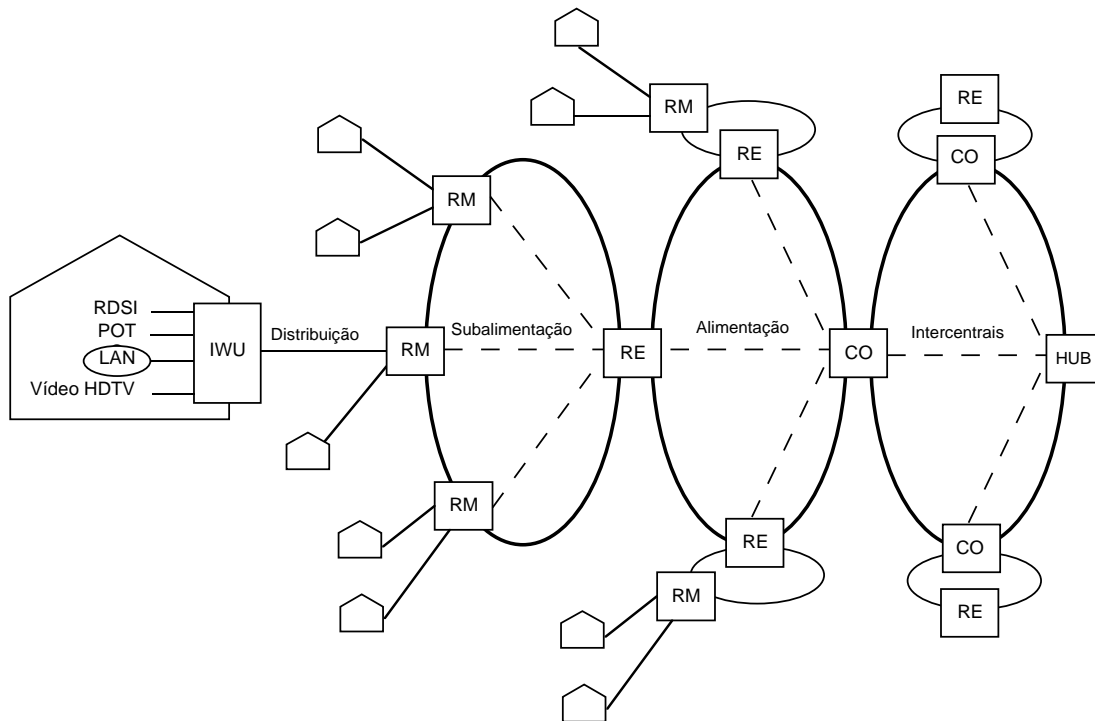 RM
RE
RE
CO
RM
RDSI
POT
LAN
Vídeo HDTV
IWU
Distribuição
RM
Subalimentação
RE
Alimentação
CO
Intercentrais
HUB
RM
RE
RM
CO
RE